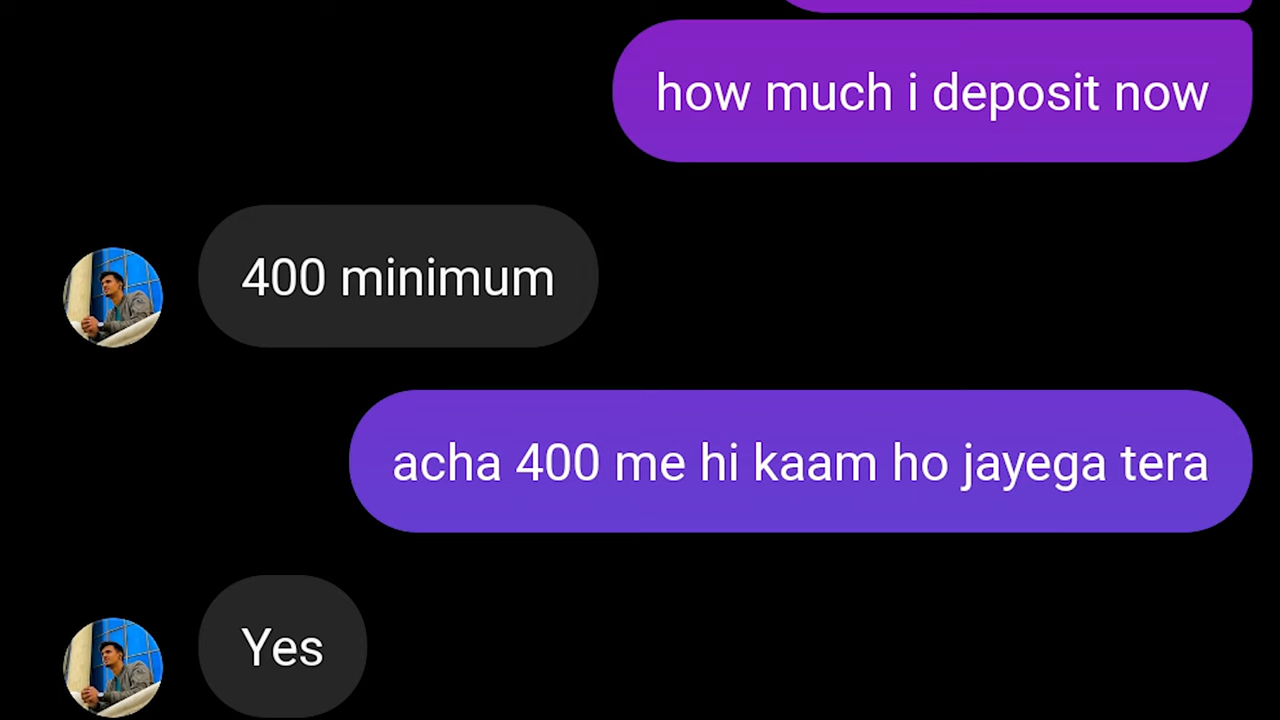 how much i deposit now
400 minimum
acha 400 me hi kaam ho jayega tera
Yes